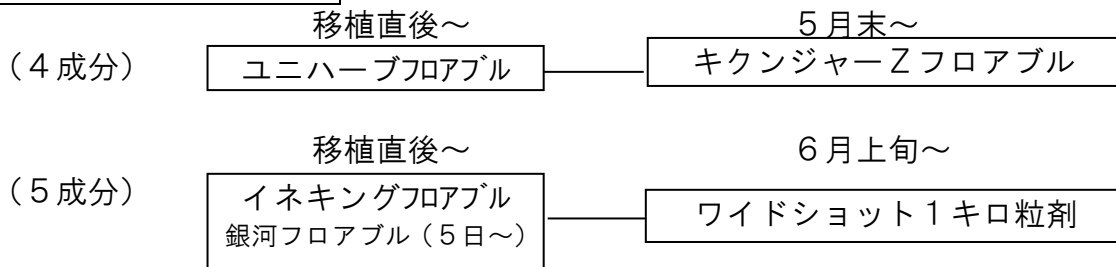 移植直後～ ５月末～
（４成分） ユニハーブﾌﾛｱﾌﾞﾙ キクンジャーＺフロアブル
移植直後～ ６月上旬～
（５成分） イネキングﾌﾛｱﾌﾞﾙ ワイドショット１キロ粒剤
銀河フロアブル（５日～）